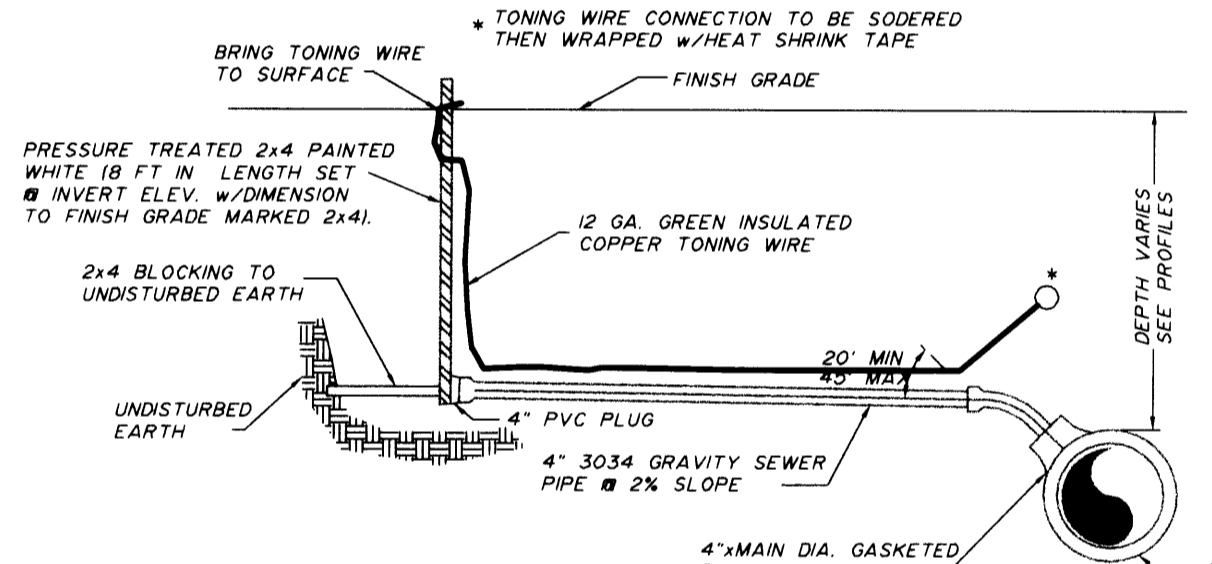 * TONING WIRE CONNECTION TO BE SODERED
THEN WRAPPED w/HEAT SHRINK TAPE
BRING TONING WIRE
TO SURFACE
FINISH GRADE
PRESSURE TREATED 2x4 PAINTED
WHITE (8 FT IN LENGTH SET
@ INVERT ELEV. w/DIMENSION
TO FINISH GRADE MARKED 2x4).
12 GA. GREEN INSULATED
COPPER TONING WIRE
DEPTH VARIES
SEE PROFILES
2x4 BLOCKING TO
UNDISTURBED EARTH
*
20' MIN
45' MAX
UNDISTURBED
EARTH
4" PVC PLUG
4" 3034 GRAVITY SEWER
PIPE @ 2% SLOPE
4"xMAIN DIA. GASKETED